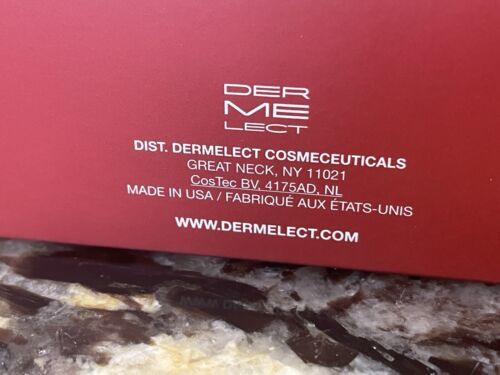 DER
ME
LECT
DIST. DERMELECT COSMECEUTICALS
GREAT NECK, NY 11021
CosTec BV, 4175AD, NL
MADE IN USA / FABRIQUÉ AUX ÉTATS-UNIS
WWW.DERMELECT.COM